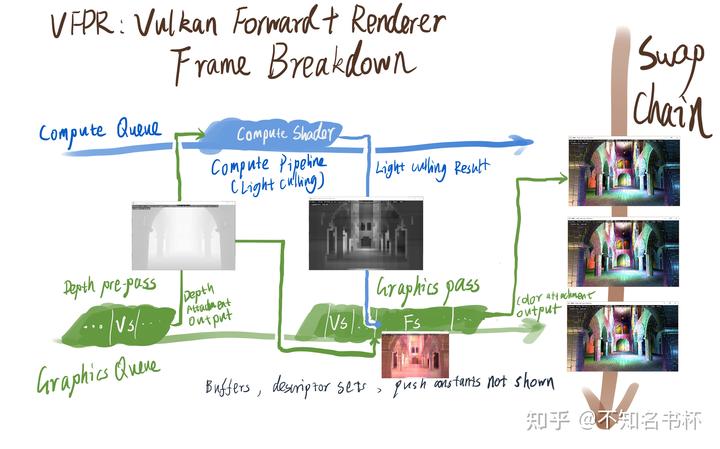 VFPR: Vulkan Forward+ Renderer
Frame Breakdown
Swap
Chain
Compute Queue
Compute Shader
Compute Pipeline
(Light Culling)
Light culling Result
Depth pre-pass
Depth
Attachment
Output
Graphics pass
Color attachment
output
... |Vs| ...
Vs| ...
Fs
...
Graphics Queue
Buffers, descriptor sets, push constants not shown
知乎 @不知名书杯